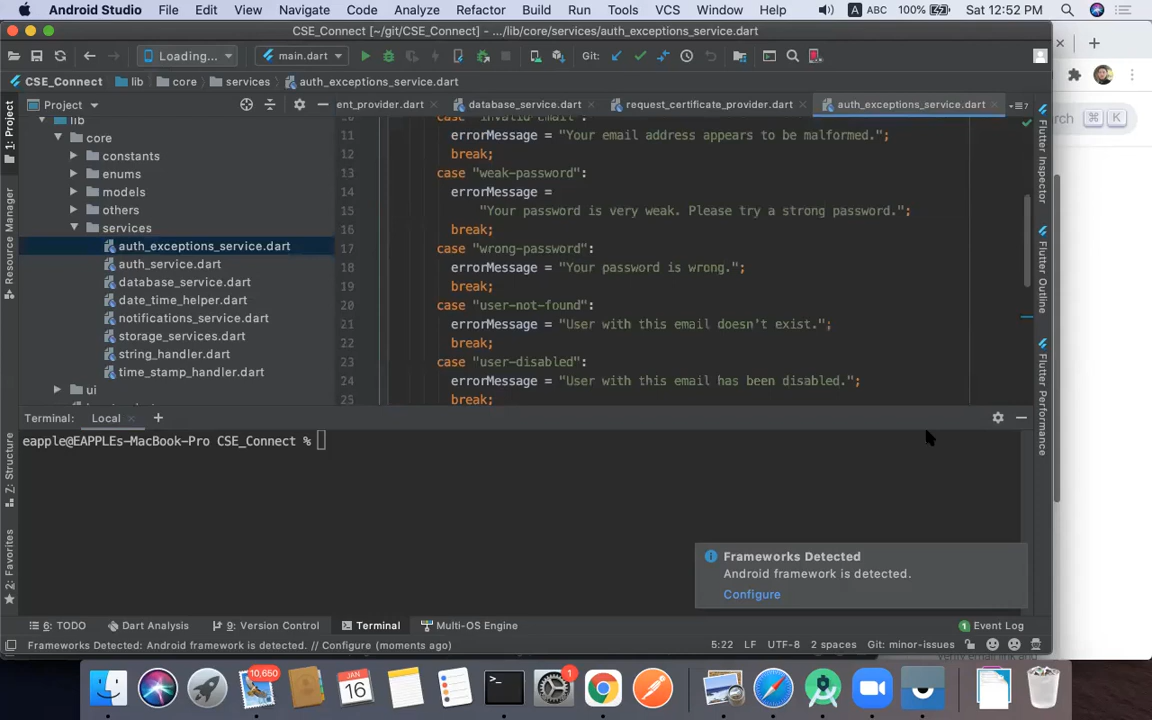 Android Studio File Edit View Navigate Code Analyze Refactor Build Run Tools VCS Window Help A ABC 100% Sat 12:52 PM
CSE_Connect [~/git/CSE_Connect] - .../lib/core/services/auth_exceptions_service.dart
Loading... main.dart Git:
CSE_Connect lib core services auth_exceptions_service.dart
1: Project
Resource Manager
7: Structure
2: Favorites
Project
lib
core
constants
enums
models
others
services
auth_exceptions_service.dart
auth_service.dart
database_service.dart
date_time_helper.dart
notifications_service.dart
storage_services.dart
string_handler.dart
time_stamp_handler.dart
ui
ent_provider.dart database_service.dart request_certificate_provider.dart auth_exceptions_service.dart
10 case "invalid-email":
11 errorMessage = "Your email address appears to be malformed.";
12 break;
13 case "weak-password":
14 errorMessage =
15 "Your password is very weak. Please try a strong password.";
16 break;
17 case "wrong-password":
18 errorMessage = "Your password is wrong.";
19 break;
20 case "user-not-found":
21 errorMessage = "User with this email doesn't exist.";
22 break;
23 case "user-disabled":
24 errorMessage = "User with this email has been disabled.";
25 break;
Flutter Inspector
Flutter Outline
Flutter Performance
K
Terminal: Local
eapple@EAPPLEs-MacBook-Pro CSE_Connect %
Frameworks Detected
Android framework is detected.
Configure
6: TODO Dart Analysis 9: Version Control Terminal Multi-OS Engine 1 Event Log
Frameworks Detected: Android framework is detected. // Configure (moments ago) 5:22 LF UTF-8 2 spaces Git: minor-issues
10,650
JAN
16
1